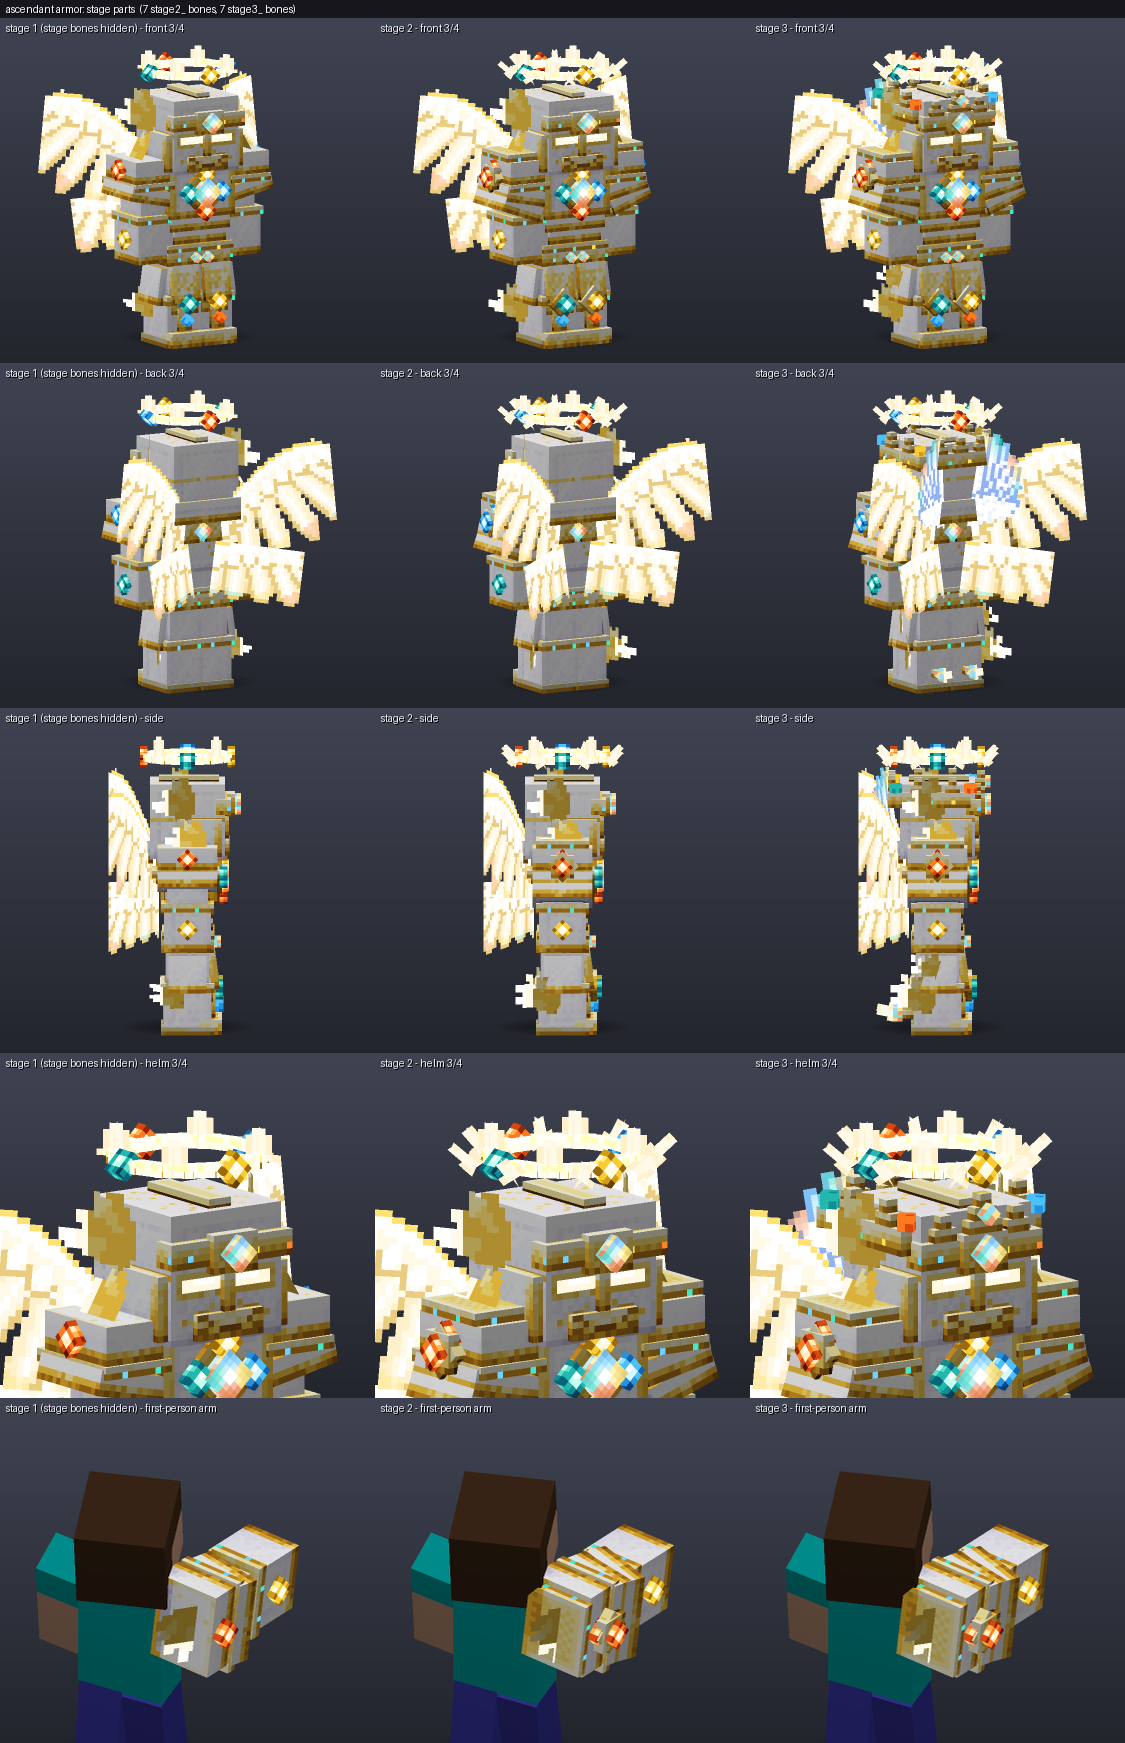 ascendant armor: stage parts (7 stage2_ bones, 7 stage3_ bones)
stage 1 (stage bones hidden) - front 3/4
stage 2 - front 3/4
stage 3 - front 3/4
stage 1 (stage bones hidden) - back 3/4
stage 2 - back 3/4
stage 3 - back 3/4
stage 1 (stage bones hidden) - side
stage 2 - side
stage 3 - side
stage 1 (stage bones hidden) - helm 3/4
stage 2 - helm 3/4
stage 3 - helm 3/4
stage 1 (stage bones hidden) - first-person arm
stage 2 - first-person arm
stage 3 - first-person arm